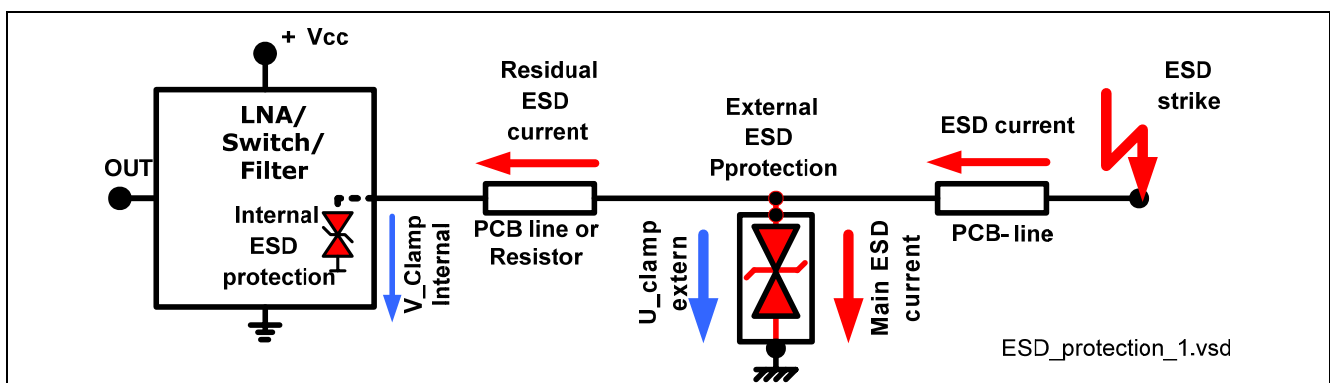 + Vcc
LNA/
Switch/
Filter
OUT
Internal
ESD
protection
V_Clamp
Internal
Residual
ESD
current
PCB line or
Resistor
External
ESD
Pprotection
U_clamp
extern
Main ESD
current
ESD current
PCB-line
ESD
strike
ESD_protection_1.vsd